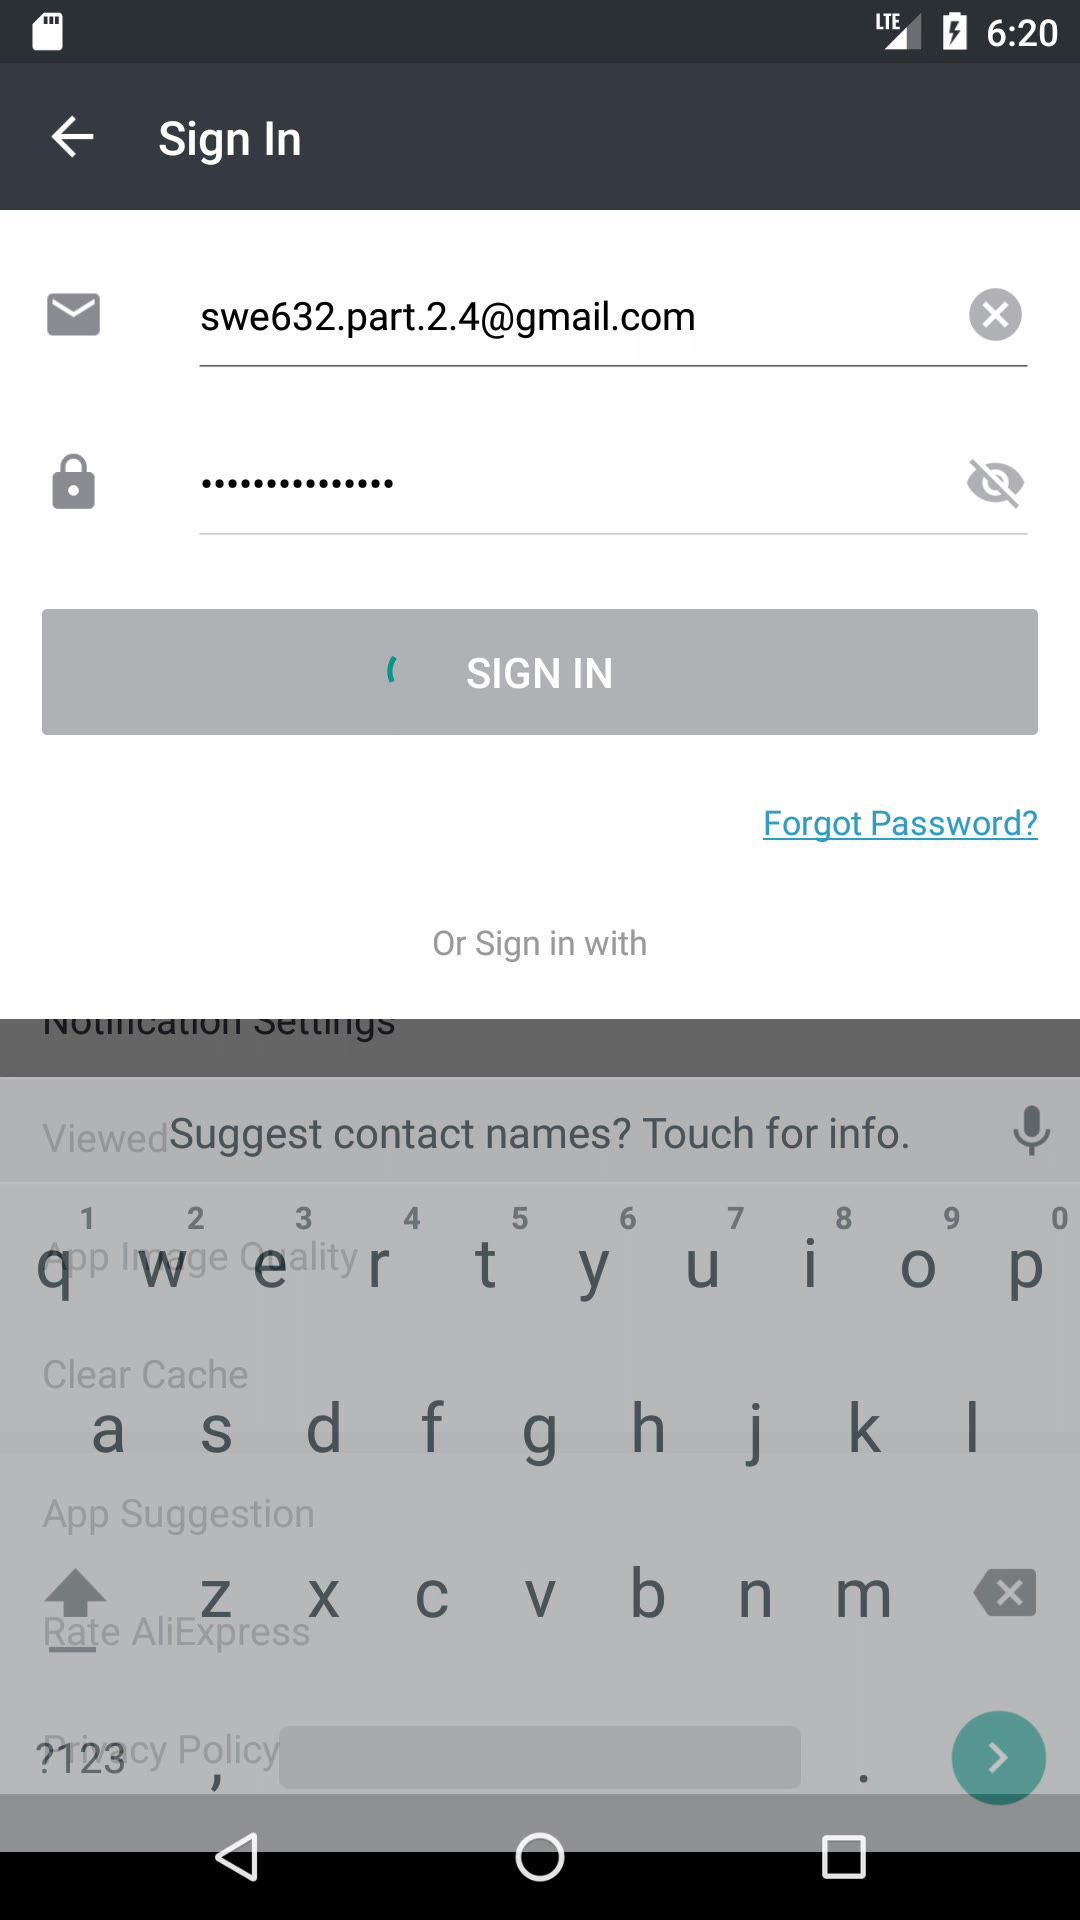 LTE 6:20
Sign In
swe632.part.2.4@gmail.com
•••••••••••••••
SIGN IN
Forgot Password?
Or Sign in with
Notification Settings
Viewed
Suggest contact names? Touch for info.
1 2 3 4 5 6 7 8 9 0
q w e r t y u i o p
App Image Quality
Clear Cache
a s d f g h j k l
App Suggestion
z x c v b n m
Rate AliExpress
Privacy Policy
?123 , .